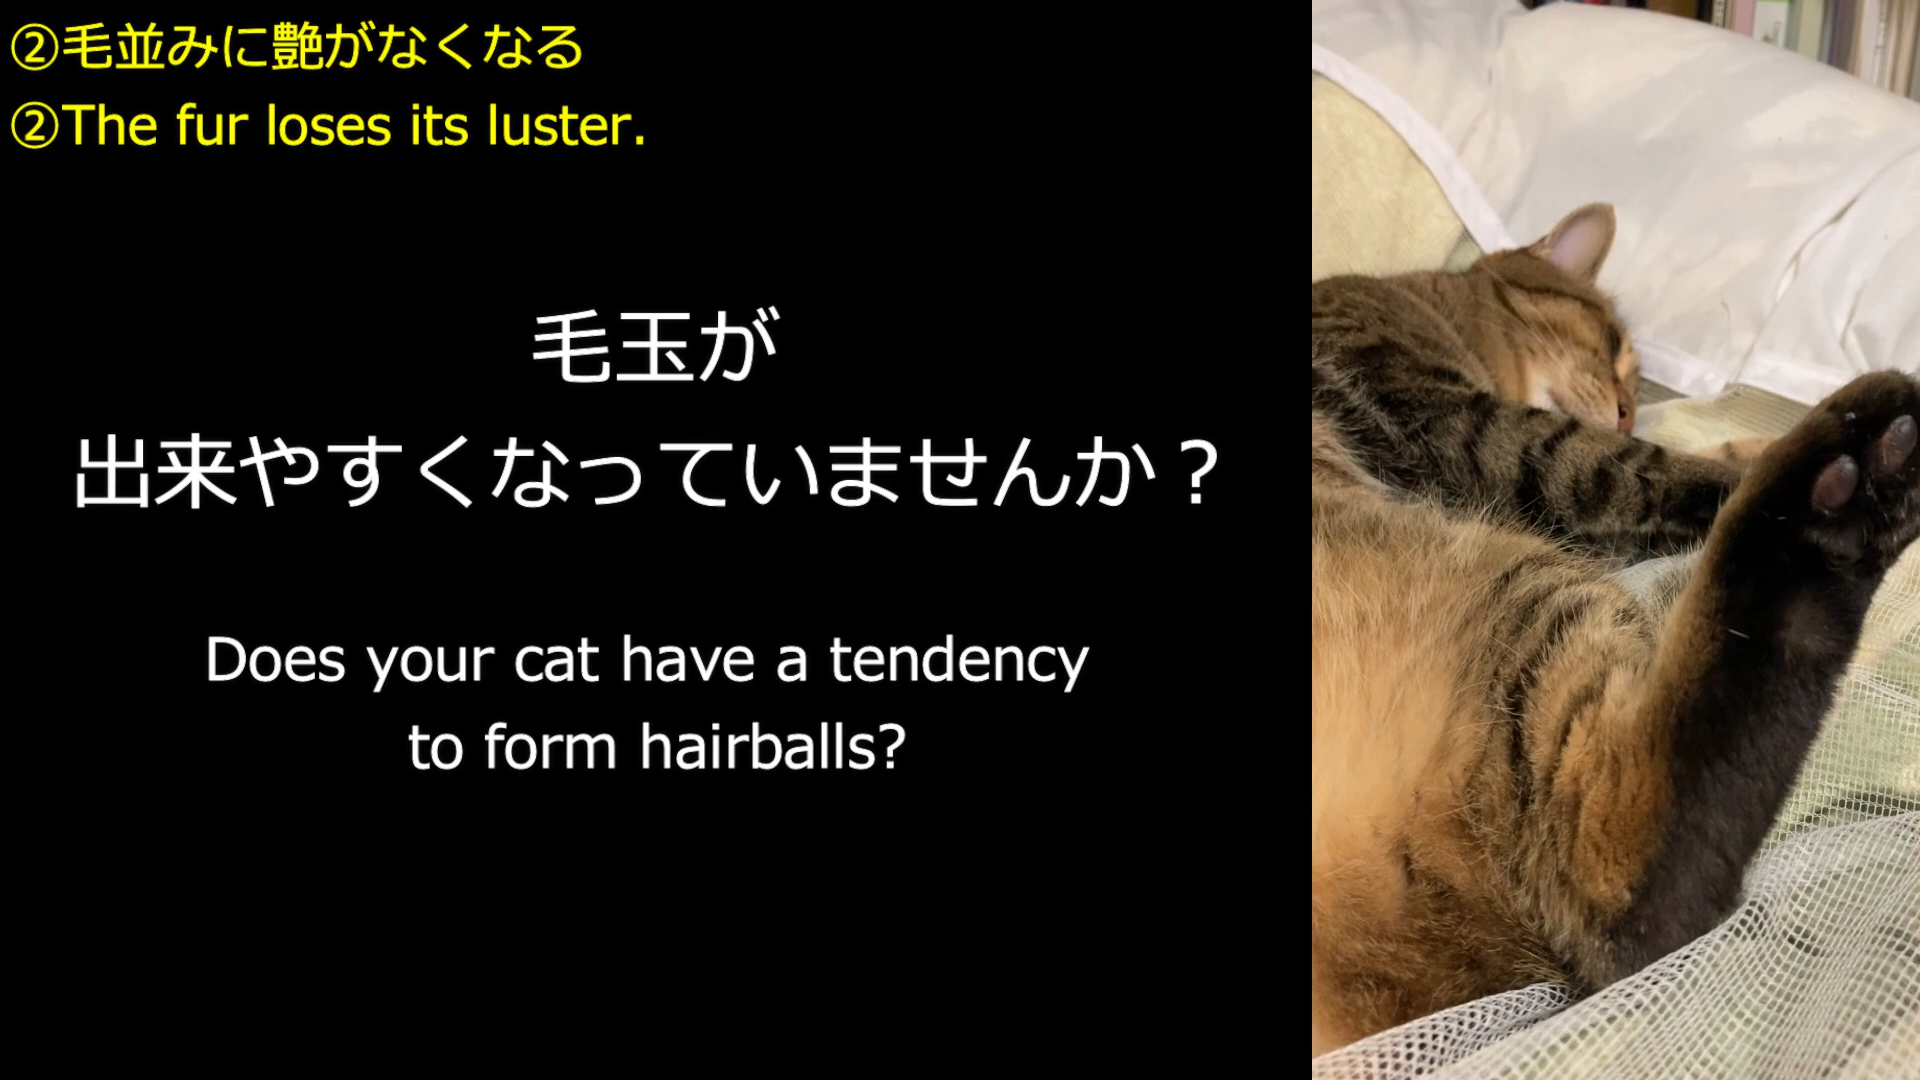 ②毛並みに艶がなくなる
②The fur loses its luster.
毛玉が
出来やすくなっていませんか？
Does your cat have a tendency
to form hairballs?